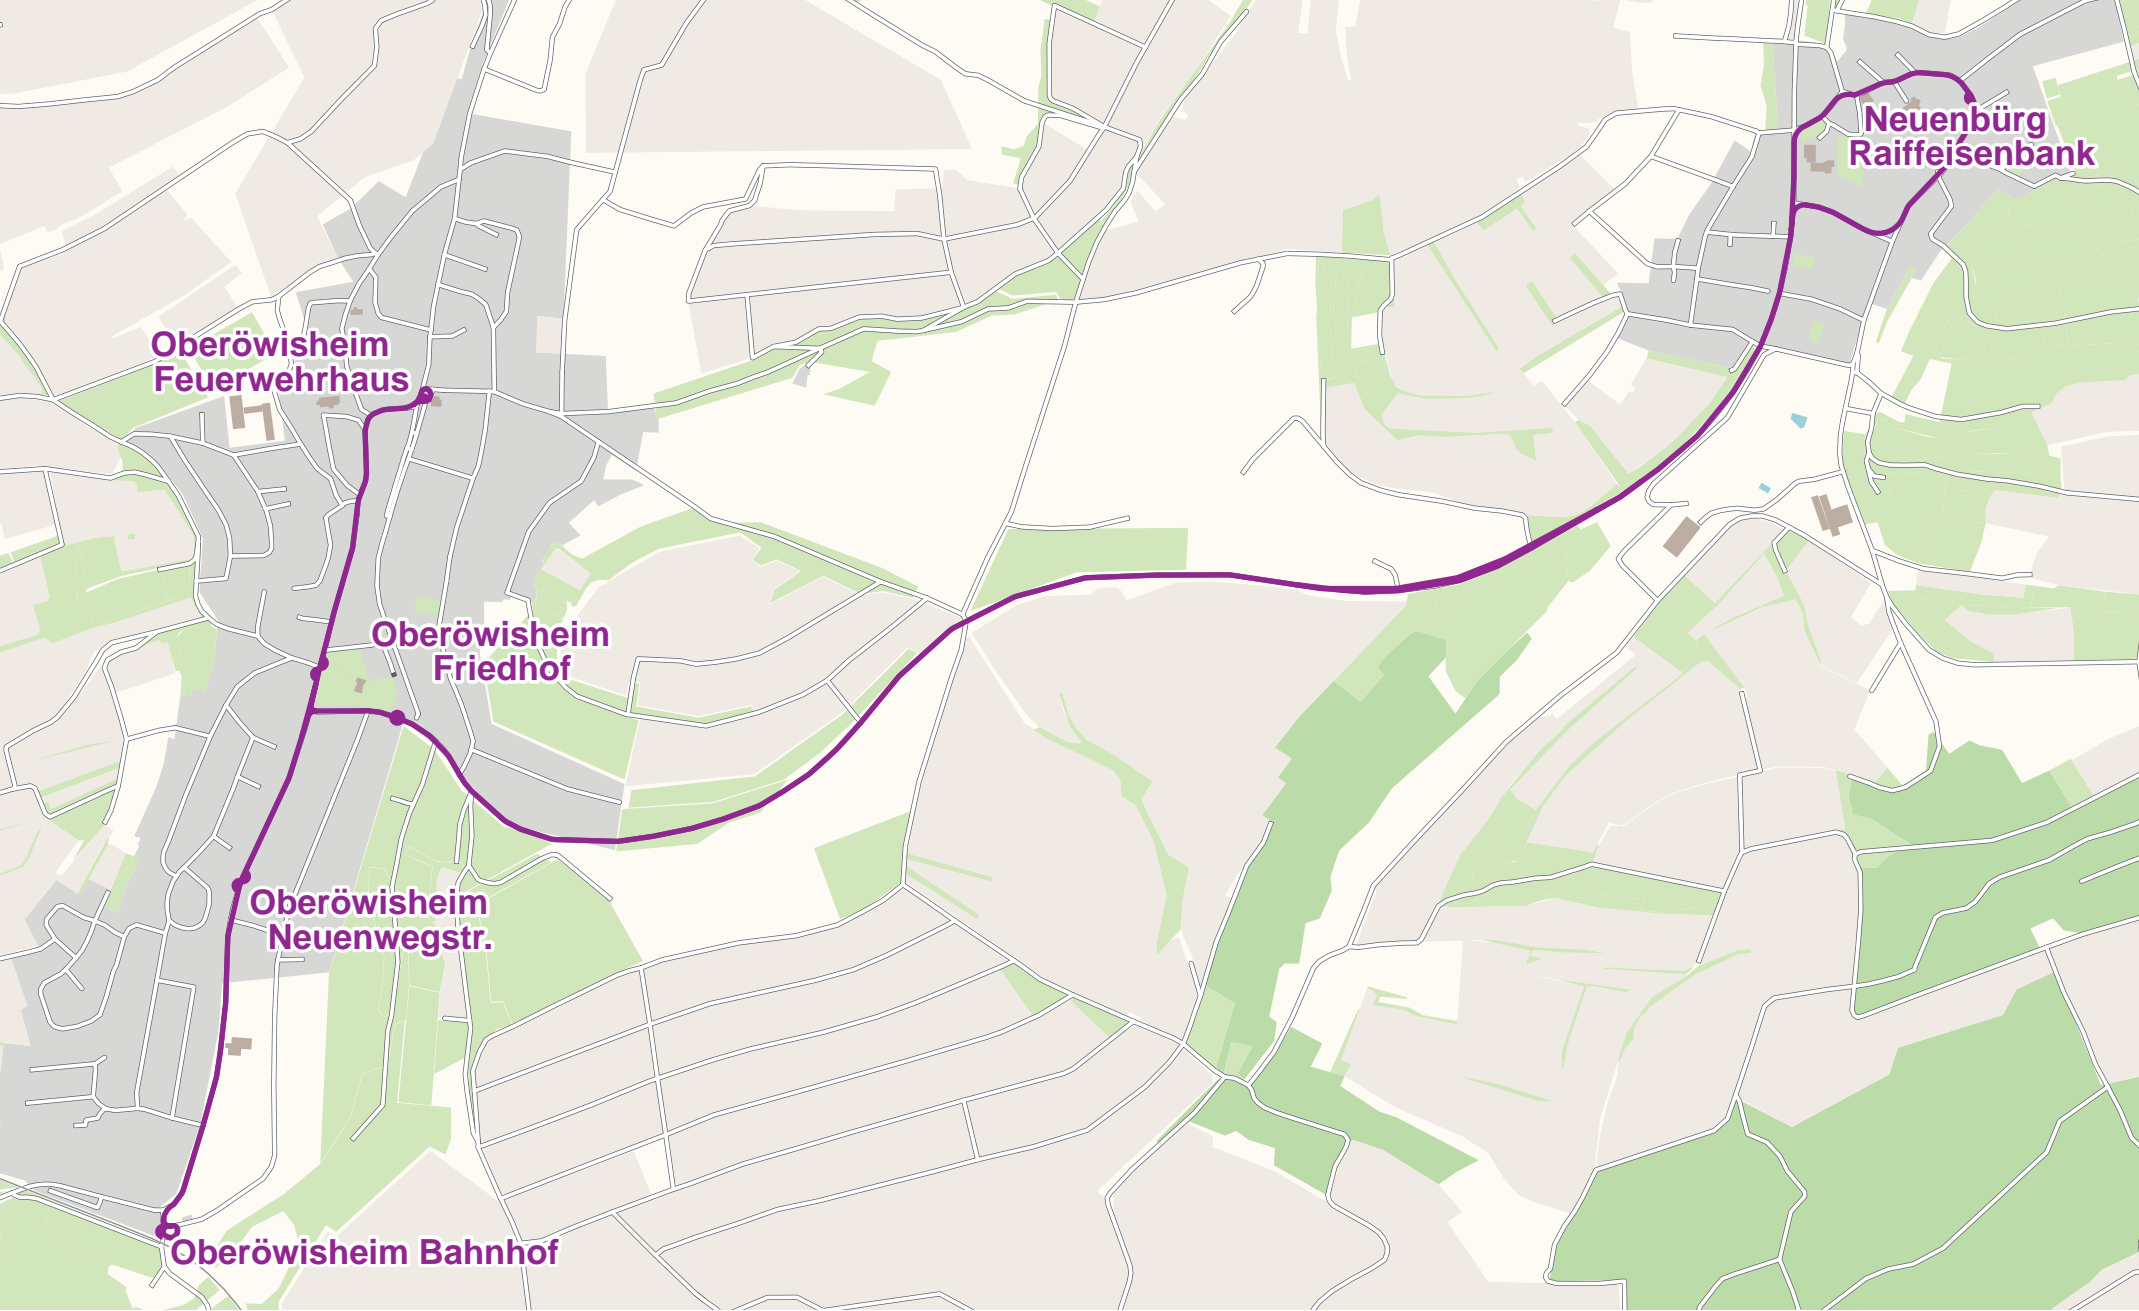 Neuenbürg
Raiffeisenbank
Oberöwisheim
Feuerwehrhaus
Oberöwisheim
Friedhof
Oberöwisheim
Neuenwegstr.
Oberöwisheim Bahnhof